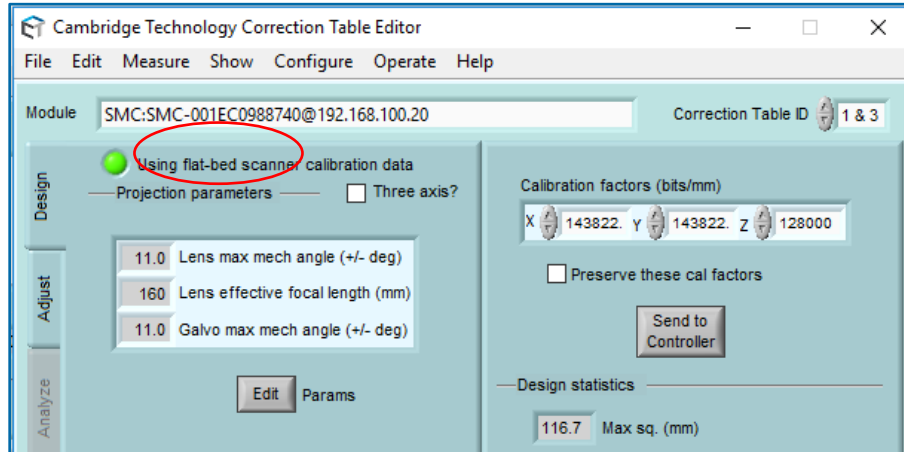 Cambridge Technology Correction Table Editor
File Edit Measure Show Configure Operate Help
Module SMC:SMC-001EC0988740@192.168.100.20 Correction Table ID 1 & 3
Design
Adjust
Analyze
Using flat-bed scanner calibration data
Projection parameters Three axis?
11.0 Lens max mech angle (+/- deg)
160 Lens effective focal length (mm)
11.0 Galvo max mech angle (+/- deg)
Edit Params
Calibration factors (bits/mm)
X 143822. Y 143822. Z 128000
Preserve these cal factors
Send to
Controller
Design statistics
116.7 Max sq. (mm)